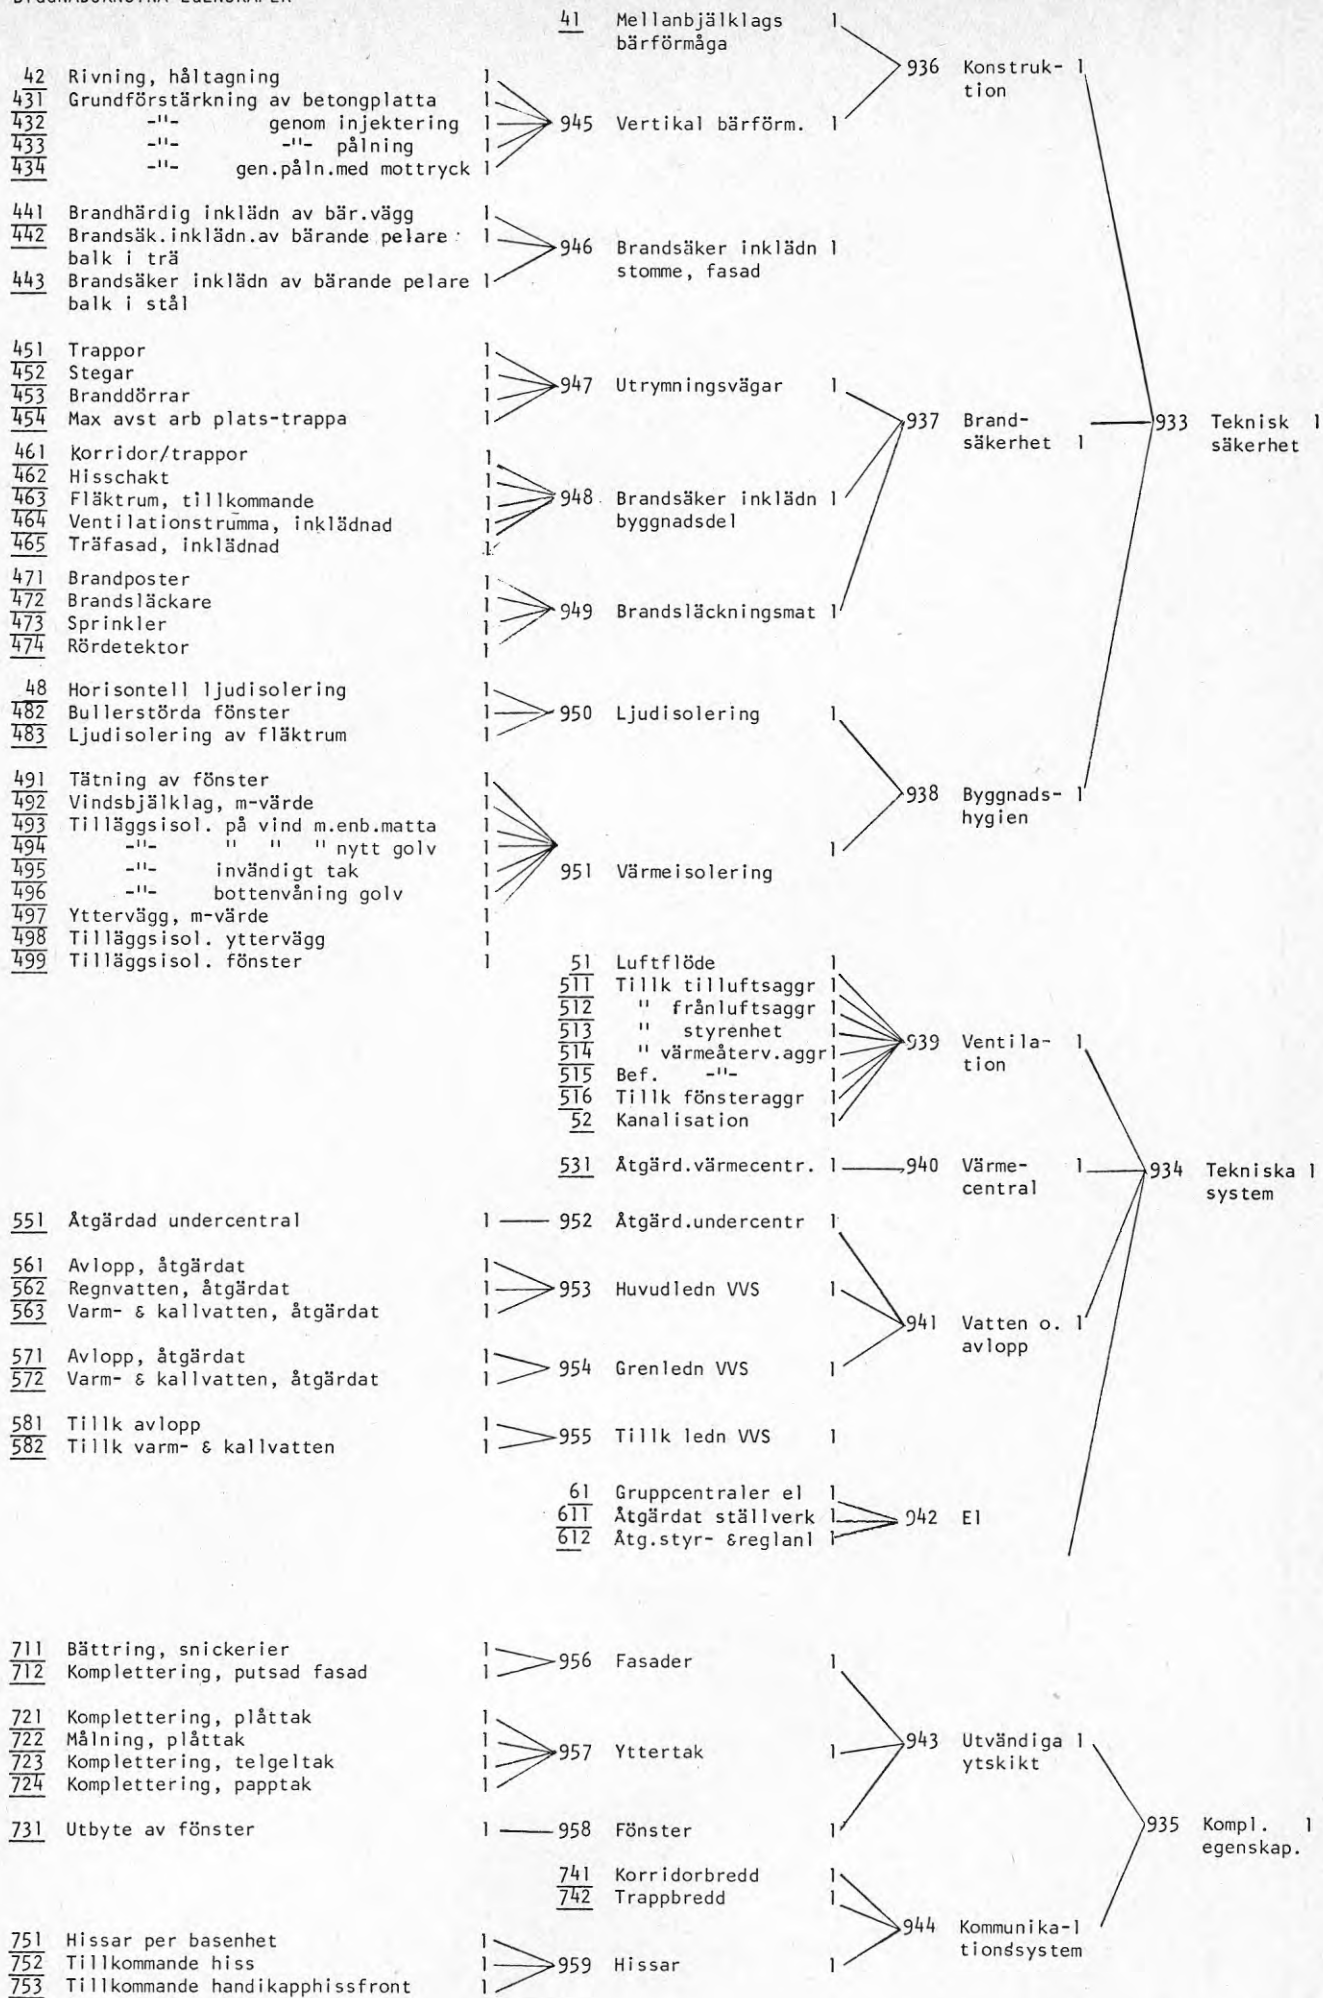 41 Mellanbjälklags 1
bärförmåga
936 Konstruk- 1
tion
42 Rivning, håltagning 1
431 Grundförstärkning av betongplatta 1
432 -"- genom injektering 1 945 Vertikal bärförm. 1
433 -"- -"- pålning 1
434 -"- gen.påln.med mottryck 1
441 Brandhärdig inklädn av bär.vägg 1
442 Brandsäk.inklädn.av bärande pelare 1
balk i trä
946 Brandsäker inklädn 1
stomme, fasad
443 Brandsäker inklädn av bärande pelare 1
balk i stål
451 Trappor 1
452 Stegar 1
947 Utrymningsvägar 1
453 Branddörrar 1
454 Max avst arb plats-trappa 1
937 Brand-
säkerhet 1
933 Teknisk 1
säkerhet
461 Korridor/trappor 1
462 Hisschakt 1
463 Fläktrum, tillkommande 1 948 Brandsäker inklädn 1
464 Ventilationstrumma, inklädnad 1 byggnadsdel
465 Träfasad, inklädnad 1
471 Brandposter 1
472 Brandsläckare 1
949 Brandsläckningsmat 1
473 Sprinkler 1
474 Rördetektor 1
48 Horisontell ljudisolering 1
482 Bullerstörda fönster 1 950 Ljudisolering 1
483 Ljudisolering av fläktrum 1
491 Tätning av fönster 1
492 Vindsbjälklag, m-värde 1
938 Byggnads- 1
hygien
493 Tilläggsisol. på vind m.enb.matta 1
494 -"- " " " nytt golv 1
1
495 -"- invändigt tak 1 951 Värmeisolering
496 -"- bottenvåning golv 1
497 Yttervägg, m-värde 1
498 Tilläggsisol. yttervägg 1
499 Tilläggsisol. fönster 1
51 Luftflöde 1
511 Tillk tilluftsaggr 1
512 " frånluftsaggr 1
513 " styrenhet 1
939 Ventila- 1
tion
514 " värmeåterv.aggr1
515 Bef. -"- 1
516 Tillk fönsteraggr 1
52 Kanalisation 1
531 Åtgärd.värmecentr. 1 940 Värme- 1
central
934 Tekniska 1
system
551 Åtgärdad undercentral 1 952 Åtgärd.undercentr 1
561 Avlopp, åtgärdat 1
562 Regnvatten, åtgärdat 1 953 Huvudledn VVS 1
563 Varm- & kallvatten, åtgärdat 1
941 Vatten o. 1
avlopp
571 Avlopp, åtgärdat 1
954 Grenledn VVS 1
572 Varm- & kallvatten, åtgärdat 1
581 Tillk avlopp 1
955 Tillk ledn VVS 1
582 Tillk varm- & kallvatten 1
61 Gruppcentraler el 1
611 Åtgärdat ställverk 1 942 El
612 Åtg.styr- &reglanl 1
711 Bättring, snickerier 1
956 Fasader 1
712 Komplettering, putsad fasad 1
721 Komplettering, plåttak 1
722 Målning, plåttak 1
957 Yttertak 1
723 Komplettering, telgeltak 1
724 Komplettering, papptak 1
943 Utvändiga 1
ytskikt
731 Utbyte av fönster 1 958 Fönster 1
935 Kompl. 1
egenskap.
741 Korridorbredd 1
742 Trappbredd 1
944 Kommunika-1
tiondsystem
751 Hissar per basenhet 1
752 Tillkommande hiss 1 959 Hissar 1
753 Tillkommande handikapphissfront 1